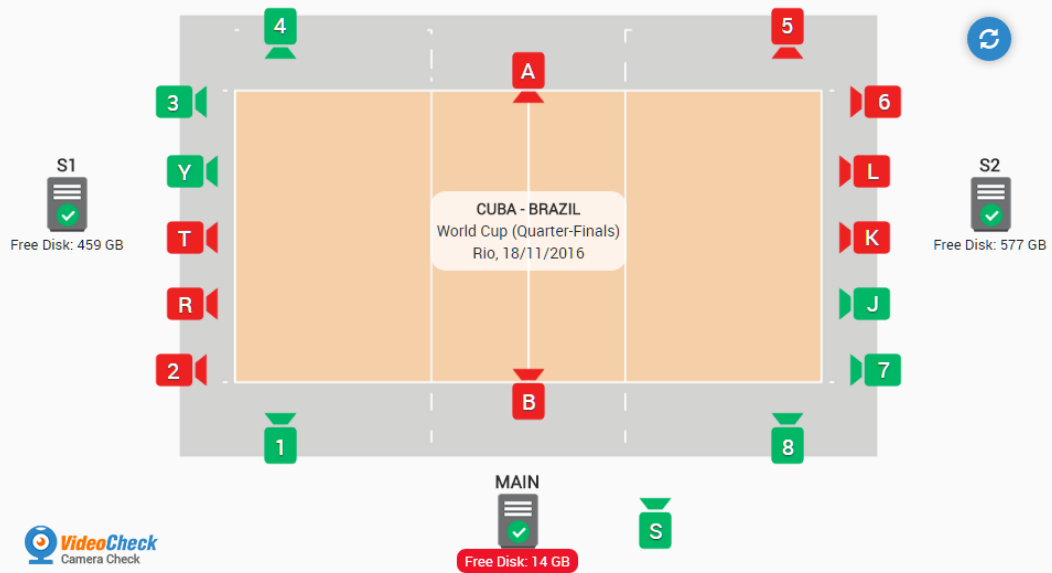 4
5
A
3
6
S1
Y
L
S2
Free Disk: 459 GB
T
CUBA - BRAZIL
World Cup (Quarter-Finals)
Rio, 18/11/2016
K
Free Disk: 577 GB
R
J
2
7
B
1
8
MAIN
S
VideoCheck
Camera Check
Free Disk: 14 GB